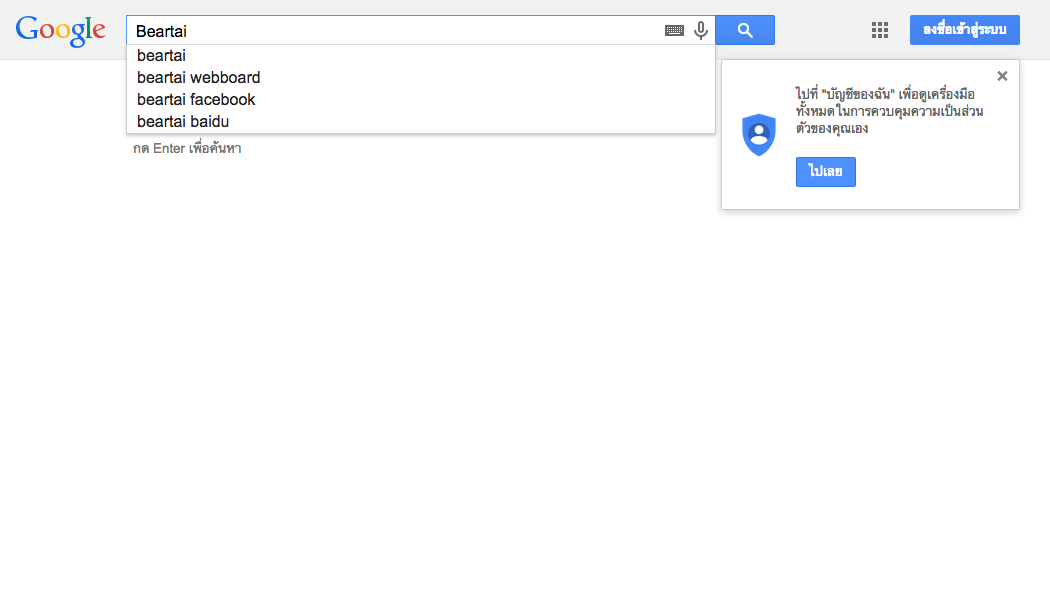 Google
Beartai
ลงชื่อเข้าสู่ระบบ
beartai
beartai webboard
beartai facebook
beartai baidu
กด Enter เพื่อค้นหา
ไปที่ "บัญชีของฉัน" เพื่อดูเครื่องมือ
ทั้งหมดในการควบคุมความเป็นส่วน
ตัวของคุณเอง
ไปเลย